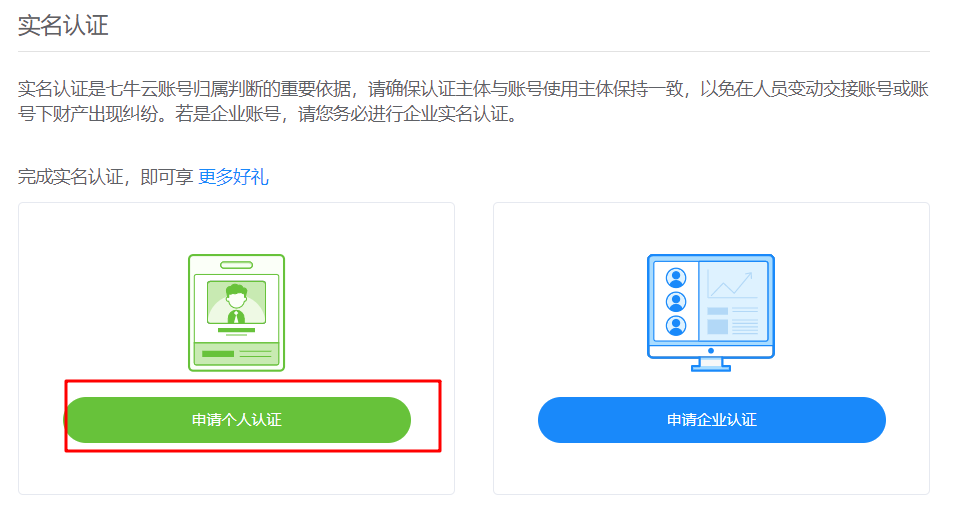 实名认证
实名认证是七牛云账号归属判断的重要依据，请确保认证主体与账号使用主体保持一致，以免在人员变动交接账号或账
号下财产出现纠纷。若是企业账号，请您务必进行企业实名认证。
完成实名认证，即可享 更多好礼
申请个人认证
申请企业认证